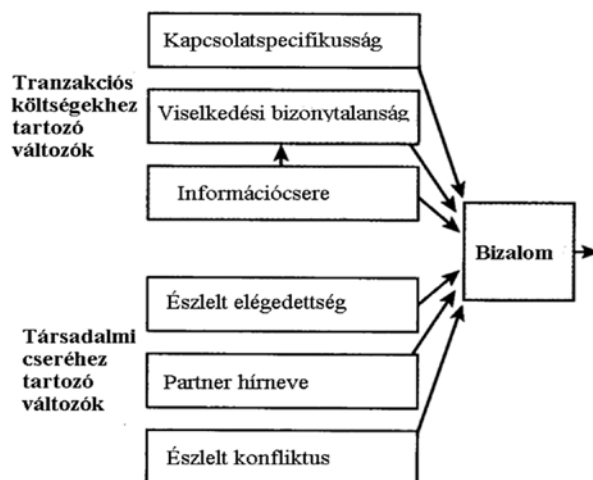 Kapcsolatspecifikusság
Tranzakciós
költségekhez
tartozó
változók
Viselkedési bizonytalanság
Információcsere
Bizalom
Észlelt elégedettség
Társadalmi
cseréhez
tartozó
változók
Partner hírneve
Észlelt konfliktus